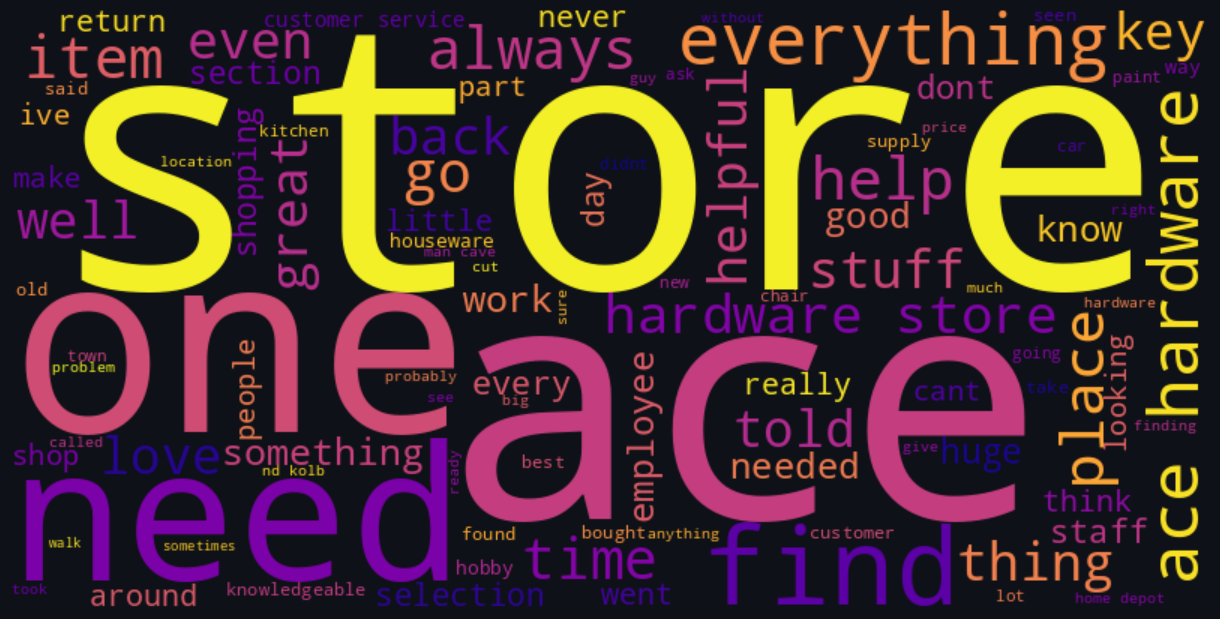 return
customer service
never
without
seen
item
even
always
everything
key
section
said
part
guy
ask
dont
paint
way
ive
store
kitchen
back
helpful
supply
price
car
location
shopping
great
go
day
didnt
help
make
well
little
good
right
know
houseware
man cave
cut
stuff
old
work
sure
new
chair
much
hardware
hardware store
ace hardware
one
town
problem
people
probably
see
every
big
employee
ace
really
cant
going
take
place
looking
told
finding
called
shop
love
something
nd kolb
ready
best
needed
give
huge
need
think
staff
walk
sometimes
found
bought
anything
customer
hobby
time
find
thing
took
around
knowledgeable
selection
went
lot
home depot